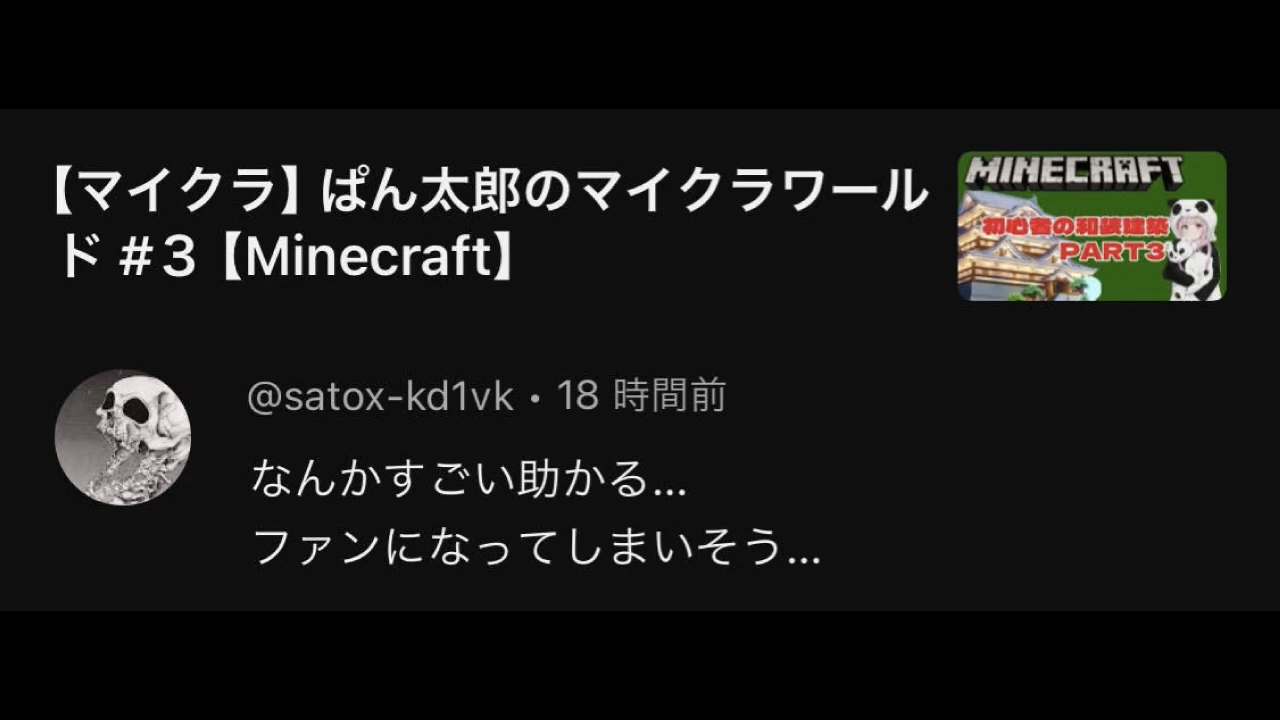 【マイクラ】ぱん太郎のマイクラワール
ド #3【Minecraft】
MINECRAFT
初心者の和装建築
PART3
@satox-kd1vk・18 時間前
なんかすごい助かる...
ファンになってしまいそう...